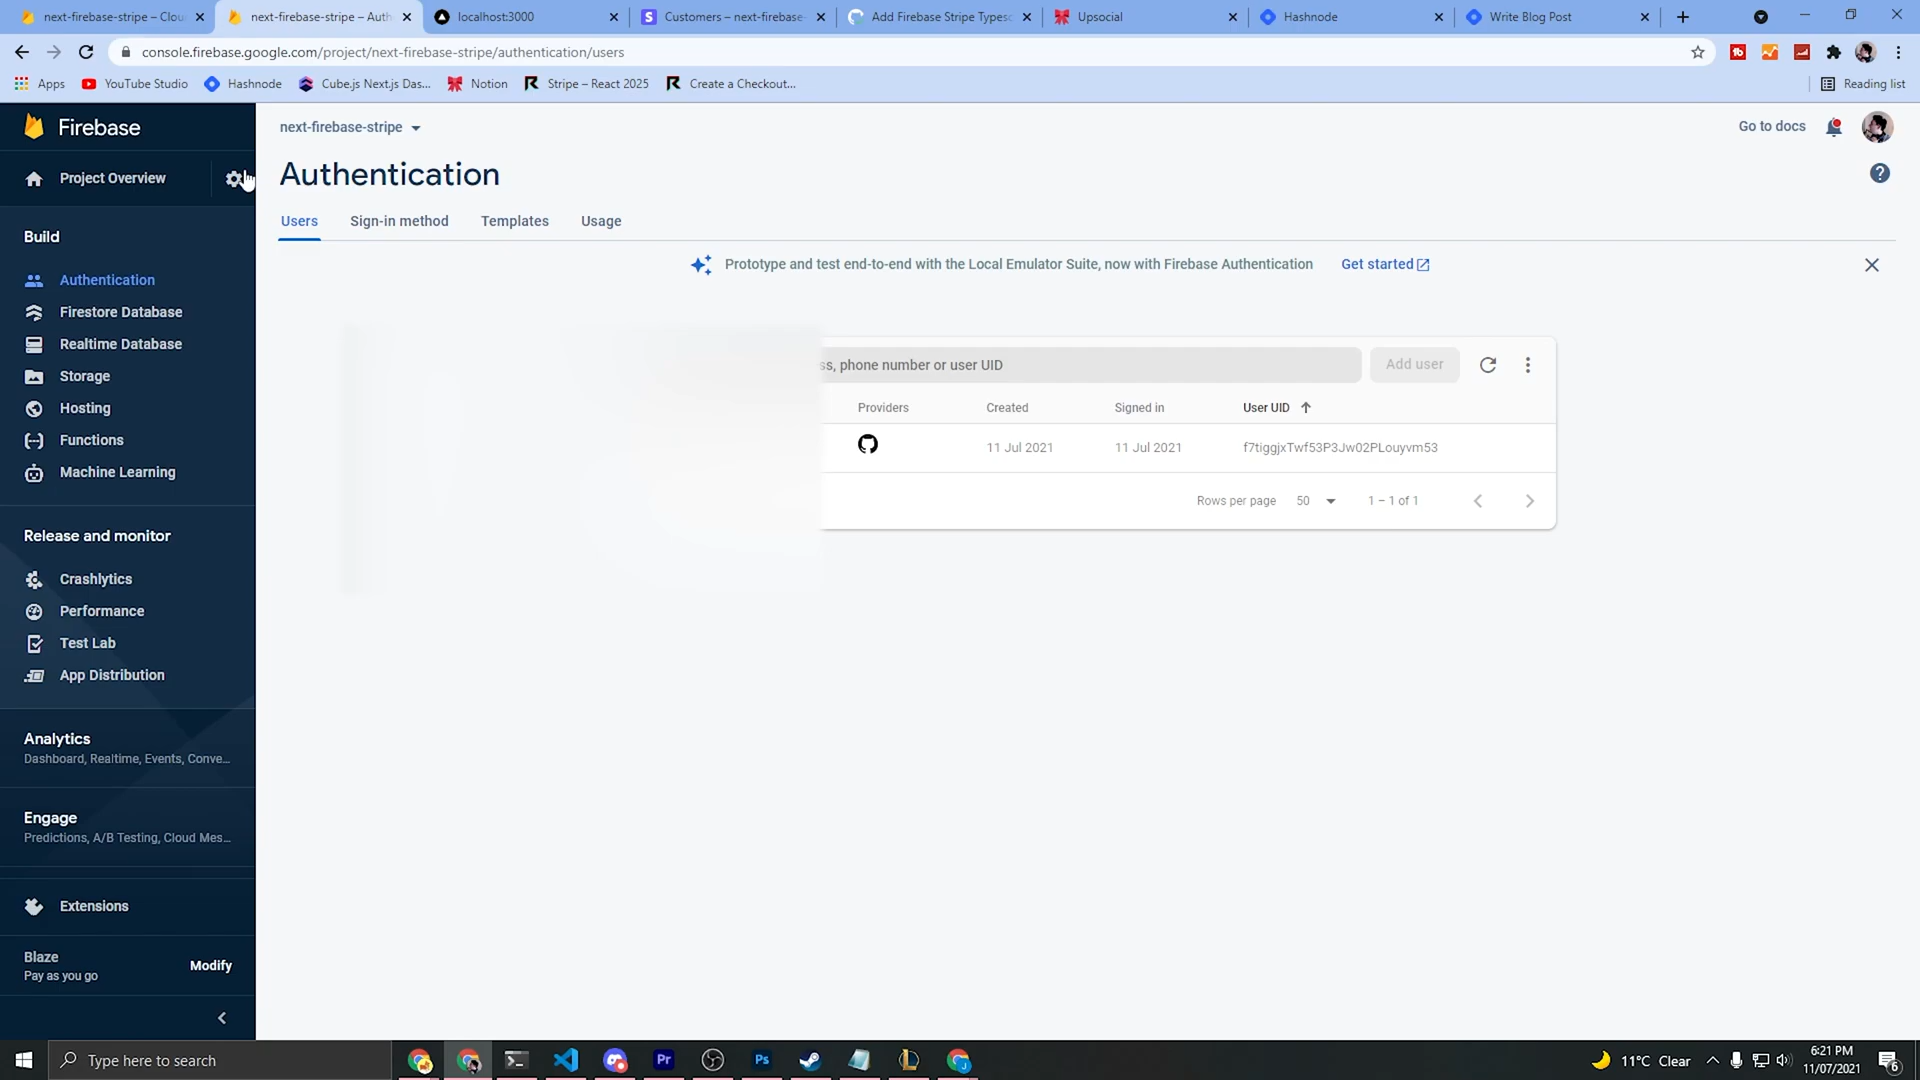 next-firebase-stripe – Clou
next-firebase-stripe – Auth
localhost:3000
Customers – next-firebase-
Add Firebase Stripe Typesc
Upsocial
Hashnode
Write Blog Post
console.firebase.google.com/project/next-firebase-stripe/authentication/users
Apps
YouTube Studio
Hashnode
Cube.js Next.js Das...
Notion
Stripe – React 2025
Create a Checkout...
Reading list
Firebase
next-firebase-stripe
Go to docs
Project Overview
Authentication
Users
Sign-in method
Templates
Usage
Prototype and test end-to-end with the Local Emulator Suite, now with Firebase Authentication
Get started
Build
Authentication
Firestore Database
Realtime Database
Storage
Hosting
Functions
Machine Learning
Release and monitor
Crashlytics
Performance
Test Lab
App Distribution
Analytics
Dashboard, Realtime, Events, Conve...
Engage
Predictions, A/B Testing, Cloud Mes...
Extensions
Blaze
Pay as you go
Modify
ss, phone number or user UID
Add user
Providers
Created
Signed in
User UID
11 Jul 2021
11 Jul 2021
f7tiggjxTwf53P3Jw02PLouyvm53
Rows per page
50
1 – 1 of 1
Type here to search
11°C Clear
6:21 PM
11/07/2021
6